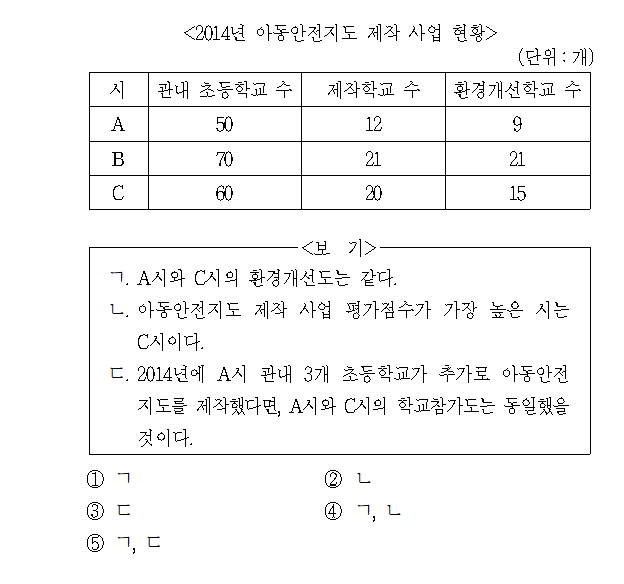 <2014년 아동안전지도 제작 사업 현황>
(단위 : 개)
시 관내 초등학교 수 제작학교 수 환경개선학교 수
A 50 12 9
B 70 21 21
C 60 20 15
<보 기>
ㄱ. A시와 C시의 환경개선도는 같다.
ㄴ. 아동안전지도 제작 사업 평가점수가 가장 높은 시는
C시이다.
ㄷ. 2014년에 A시 관내 3개 초등학교가 추가로 아동안전
지도를 제작했다면, A시와 C시의 학교참가도는 동일했을
것이다.
① ㄱ ② ㄴ
③ ㄷ ④ ㄱ, ㄴ
⑤ ㄱ, ㄷ